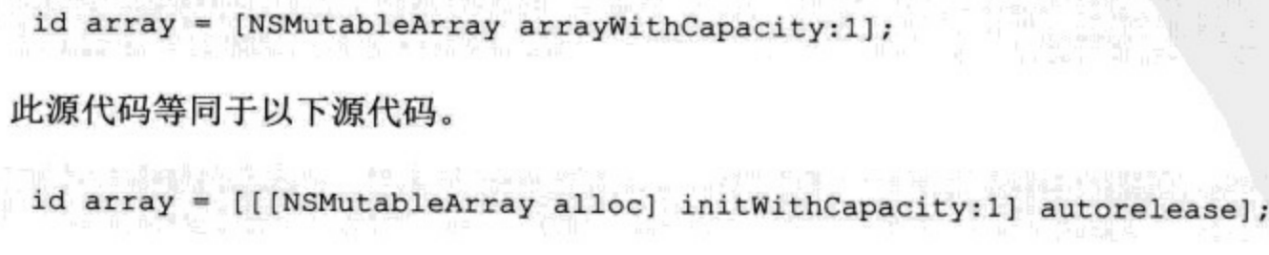 id array = [NSMutableArray arrayWithCapacity:1];
此源代码等同于以下源代码。
id array = [[[NSMutableArray alloc] initWithCapacity:1] autorelease];